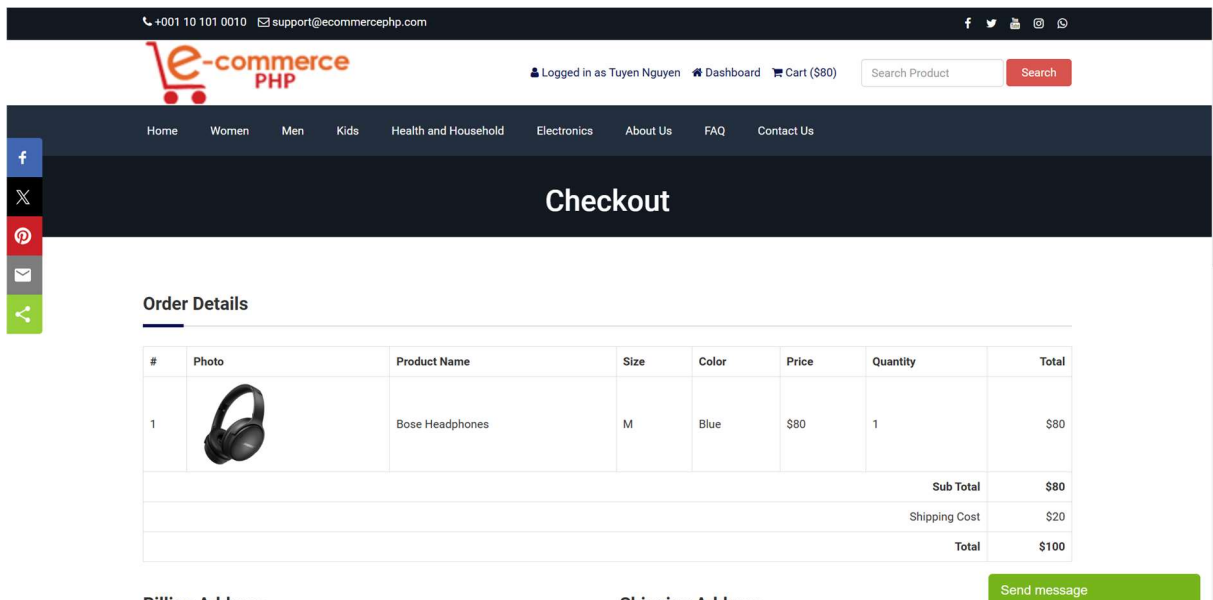 +001 10 101 0010 support@ecommercephp.com
e-commerce
PHP
Logged in as Tuyen Nguyen Dashboard Cart ($80) Search Product Search
Home Women Men Kids Health and Household Electronics About Us FAQ Contact Us
Checkout
Order Details
# Photo Product Name Size Color Price Quantity Total
1 Bose Headphones M Blue $80 1 $80
Sub Total $80
Shipping Cost $20
Total $100
Send message